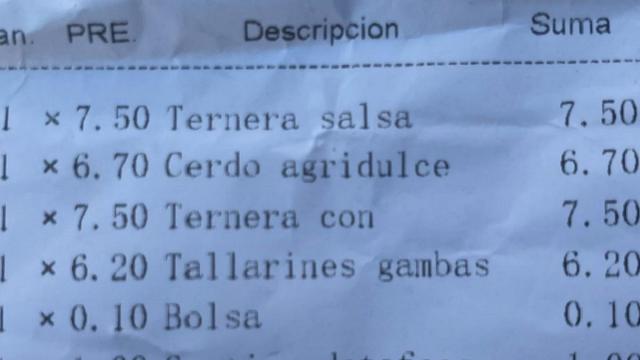 an. PRE. Descripcion Suma
1 × 7.50 Ternera salsa 7.50
1 × 6.70 Cerdo agridulce 6.70
1 × 7.50 Ternera con 7.50
1 × 6.20 Tallarines gambas 6.20
1 × 0.10 Bolsa 0.10